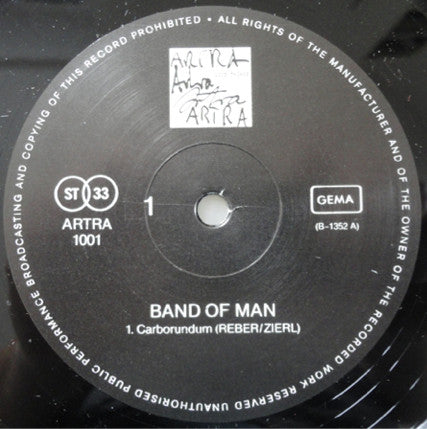 ALL RIGHTS OF THE MANUFACTURER AND OF THE OWNER OF THE RECORDED WORK RESERVED UNAUTHORISED PUBLIC PERFORMANCE BROADCASTING AND COPYING OF THIS RECORD PROHIBITED •
ARTRA
Artra
ARTRA
ST 33
ARTRA
1001
1
GEMA
(B-1352 A)
BAND OF MAN
1. Carborundum (REBER/ZIERL)